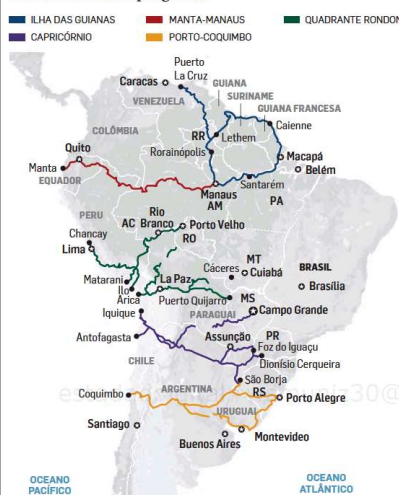 ILHA DAS GUIANAS
MANTA-MANAUS
QUADRANTE RONDON
CAPRICÓRNIO
PORTO-COQUIMBO
Puerto
La Cruz
Caracas
GUIANA
VENEZUELA
SURINAME
GUIANA FRANCESA
COLÔMBIA
Caienne
RR
Lethem
Quito
Rorainópolis
Macapá
Manta
Belém
EQUADOR
Santarém
Manaus
AM
PA
PERU
Rio
Branco
AC
Porto Velho
RO
Chancay
Lima
MT
Cáceres
Cuiabá
BRASIL
Matarani
La Paz
Ilo
Brasília
Arica
Puerto Quijarro
MS
Iquique
PARAGUAI
Campo Grande
Antofagasta
Assunção
PR
Foz do Iguaçu
CHILE
Dionísio Cerqueira
São Borja
ARGENTINA
RS
Coquimbo
Porto Alegre
URUGUAI
Santiago
Montevideo
Buenos Aires
OCEANO
PACÍFICO
OCEANO
ATLÂNTICO